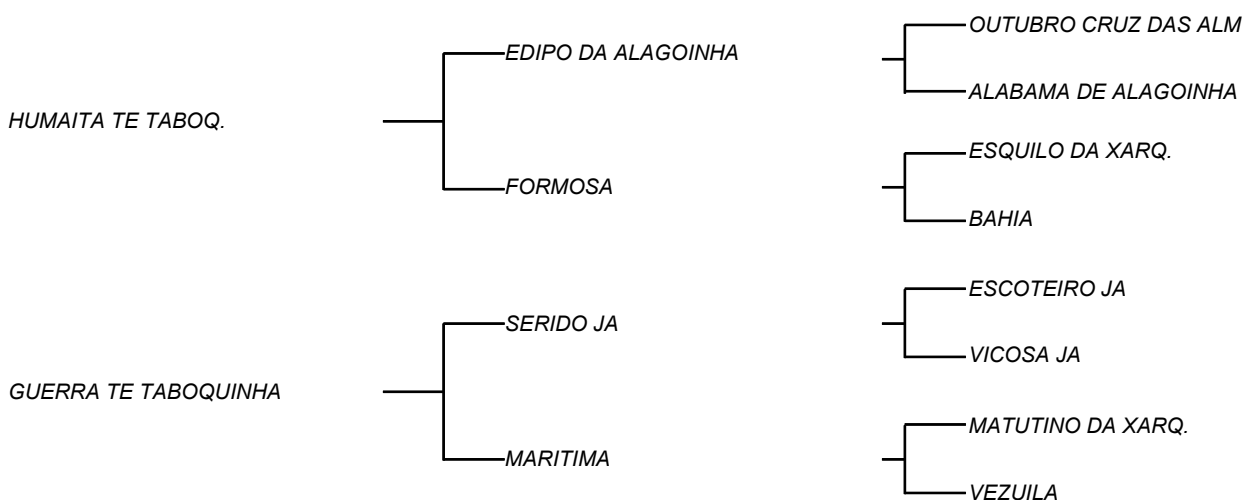 OUTUBRO CRUZ DAS ALM
EDIPO DA ALAGOINHA
ALABAMA DE ALAGOINHA
HUMAITA TE TABOQ.
ESQUILO DA XARQ.
FORMOSA
BAHIA
ESCOTEIRO JA
SERIDO JA
VICOSA JA
GUERRA TE TABOQUINHA
MATUTINO DA XARQ.
MARITIMA
VEZUILA